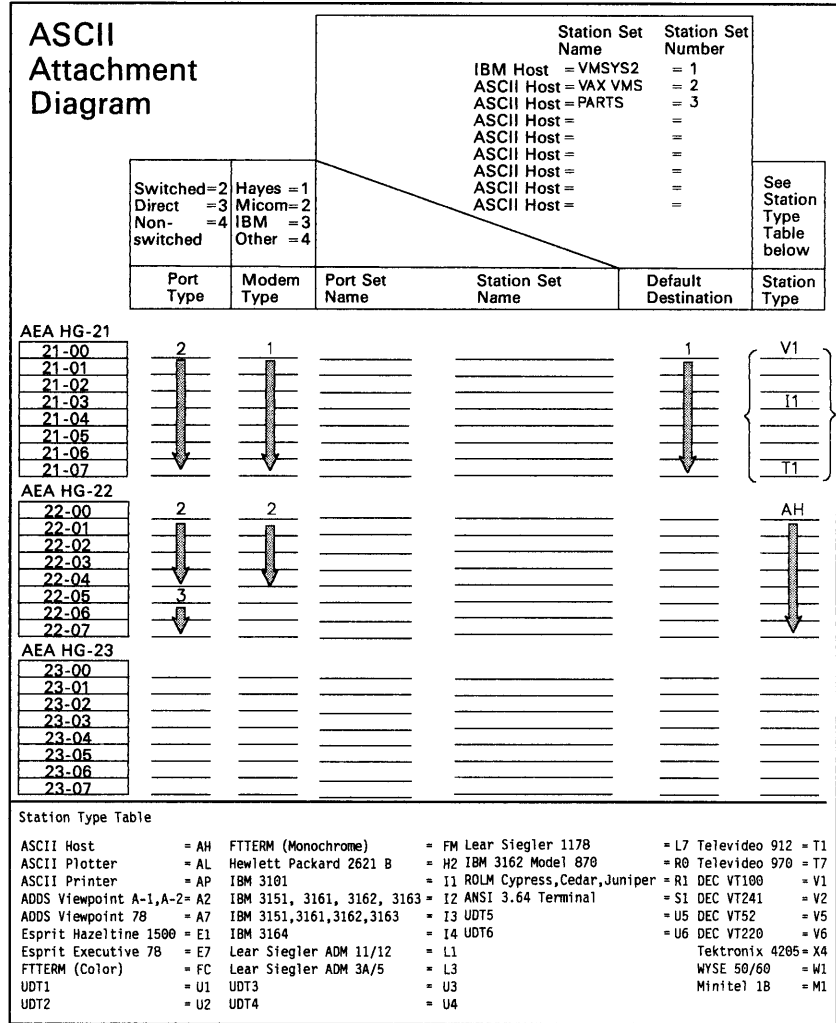 ASCII
Attachment
Diagram
Station Set Station Set
Name Number
IBM Host = VMSYS2 = 1
ASCII Host = VAX VMS = 2
ASCII Host = PARTS = 3
ASCII Host = =
ASCII Host = =
ASCII Host = =
ASCII Host = =
ASCII Host = =
ASCII Host = =
Switched=2
Direct =3
Non- =4
switched
Hayes =1
Micom=2
IBM =3
Other =4
See
Station
Type
Table
below
Port
Type
Modem
Type
Port Set
Name
Station Set
Name
Default
Destination
Station
Type
AEA HG-21
21-00 2 1 1 V1
21-01
21-02
21-03 I1
21-04
21-05
21-06
21-07 T1
AEA HG-22
22-00 2 2 AH
22-01
22-02
22-03
22-04
22-05 3
22-06
22-07
AEA HG-23
23-00
23-01
23-02
23-03
23-04
23-05
23-06
23-07
Station Type Table
ASCII Host = AH FTTERM (Monochrome) = FM Lear Siegler 1178 = L7 Televideo 912 = T1
ASCII Plotter = AL Hewlett Packard 2621 B = H2 IBM 3162 Model 870 = R0 Televideo 970 = T7
ASCII Printer = AP IBM 3101 = I1 ROLM Cypress,Cedar,Juniper = R1 DEC VT100 = V1
ADDS Viewpoint A-1,A-2= A2 IBM 3151, 3161, 3162, 3163 = I2 ANSI 3.64 Terminal = S1 DEC VT241 = V2
ADDS Viewpoint 78 = A7 IBM 3151,3161,3162,3163 = I3 UDT5 = U5 DEC VT52 = V5
Esprit Hazeltine 1500 = E1 IBM 3164 = I4 UDT6 = U6 DEC VT220 = V6
Esprit Executive 78 = E7 Lear Siegler ADM 11/12 = L1 Tektronix 4205= X4
FTTERM (Color) = FC Lear Siegler ADM 3A/5 = L3 WYSE 50/60 = W1
UDT1 = U1 UDT3 = U3 Minitel 1B = M1
UDT2 = U2 UDT4 = U4